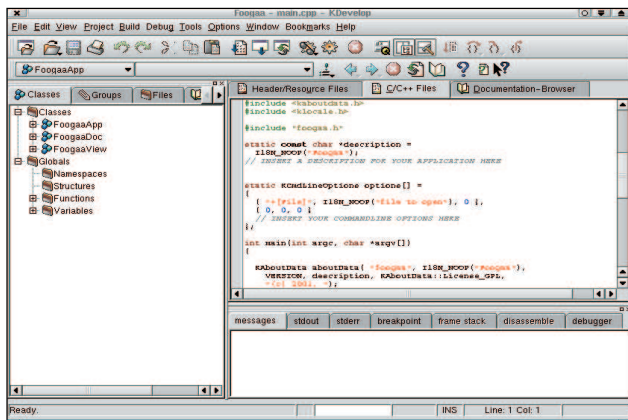 Foogaa - main.cpp - KDevelop
File Edit View Project Build Debug Tools Options Window Bookmarks Help
FoogaaApp
Classes Groups Files
Header/Resource Files C/C++ Files Documentation-Browser
Classes
FoogaaApp
FoogaaDoc
FoogaaView
Globals
Namespaces
Structures
Functions
Variables
#include <kaboutdata.h>
#include <klocale.h>
#include "foogaa.h"
static const char *description =
I18N_NOOP("Foogaa");
// INSERT A DESCRIPTION FOR YOUR APPLICATION HERE
static KCmdLineOptions options[] =
{
{ "+[File]", I18N_NOOP("file to open"), 0 },
{ 0, 0, 0 }
// INSERT YOUR COMMANDLINE OPTIONS HERE
};
int main(int argc, char *argv[])
{
KAboutData aboutData( "foogaa", I18N_NOOP("Foogaa"),
VERSION, description, KAboutData::License_GPL,
"(c) 2001, ");
messages stdout stderr breakpoint frame stack disassemble debugger
Ready. INS Line: 1 Col: 1